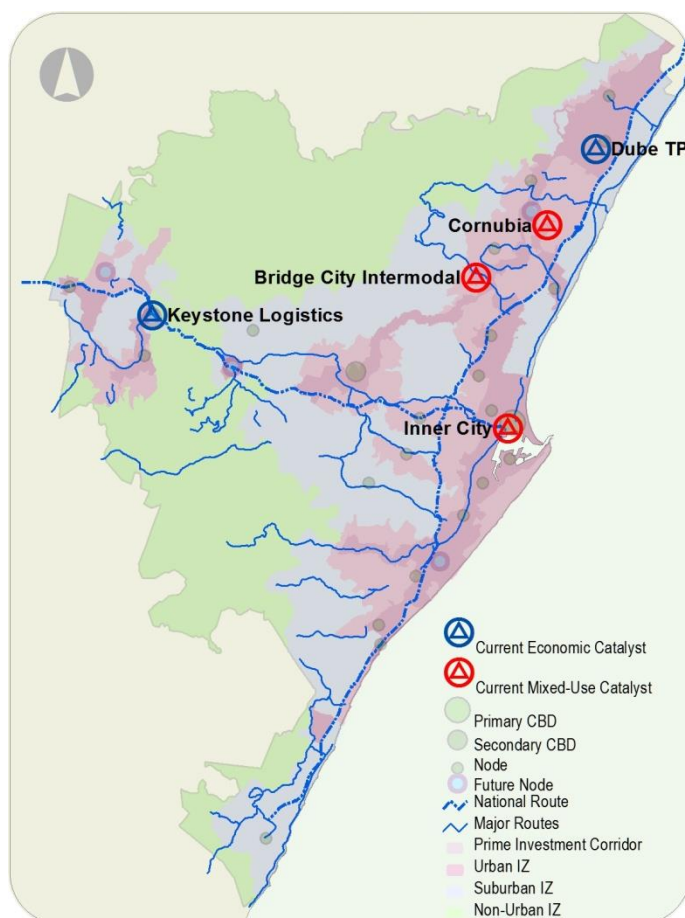 Dube TP
Cornubia
Bridge City Intermodal
Keystone Logistics
Inner City
Current Economic Catalyst
Current Mixed-Use Catalyst
Primary CBD
Secondary CBD
Node
Future Node
National Route
Major Routes
Prime Investment Corridor
Urban IZ
Suburban IZ
Non-Urban IZ